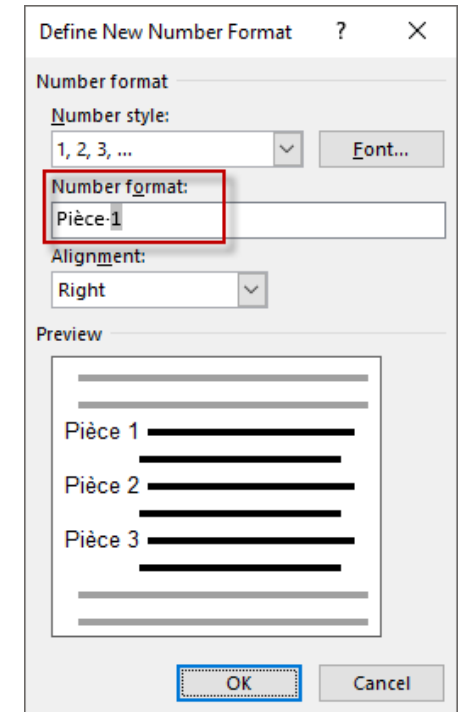 Define New Number Format ? ×
Number format
Number style:
1, 2, 3, ...
Font...
Number format:
Pièce·1
Alignment:
Right
Preview
Pièce 1
Pièce 2
Pièce 3
OK Cancel